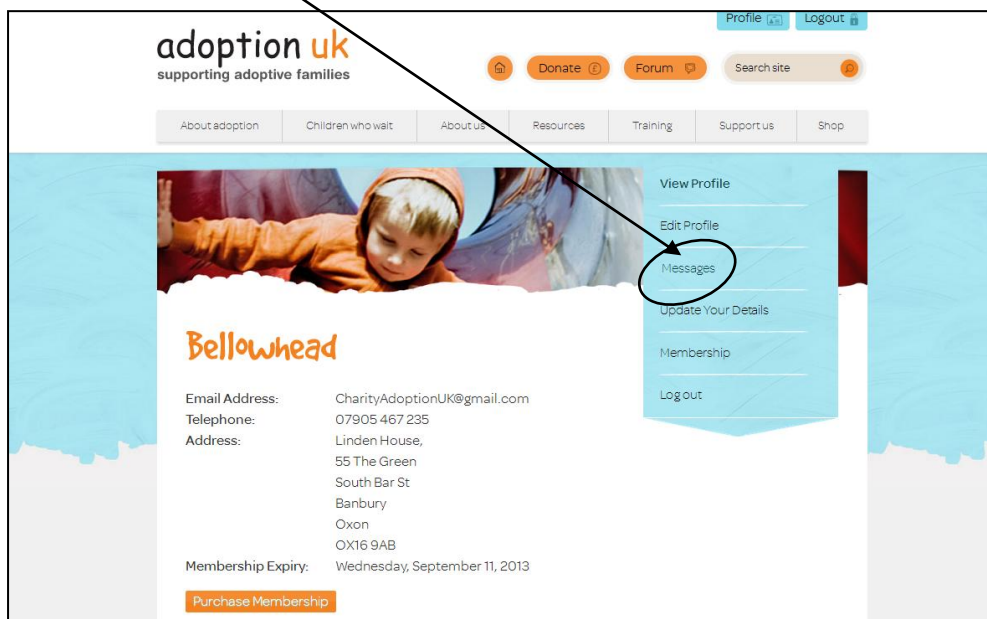 Profile Logout
adoption uk
supporting adoptive families
Donate Forum Search site
About adoption Children who wait About us Resources Training Support us Shop
View Profile
Edit Profile
Messages
Update Your Details
Membership
Log out
Bellowhead
Email Address: CharityAdoptionUK@gmail.com
Telephone: 07905 467 235
Address: Linden House,
55 The Green
South Bar St
Banbury
Oxon
OX16 9AB
Membership Expiry: Wednesday, September 11, 2013
Purchase Membership